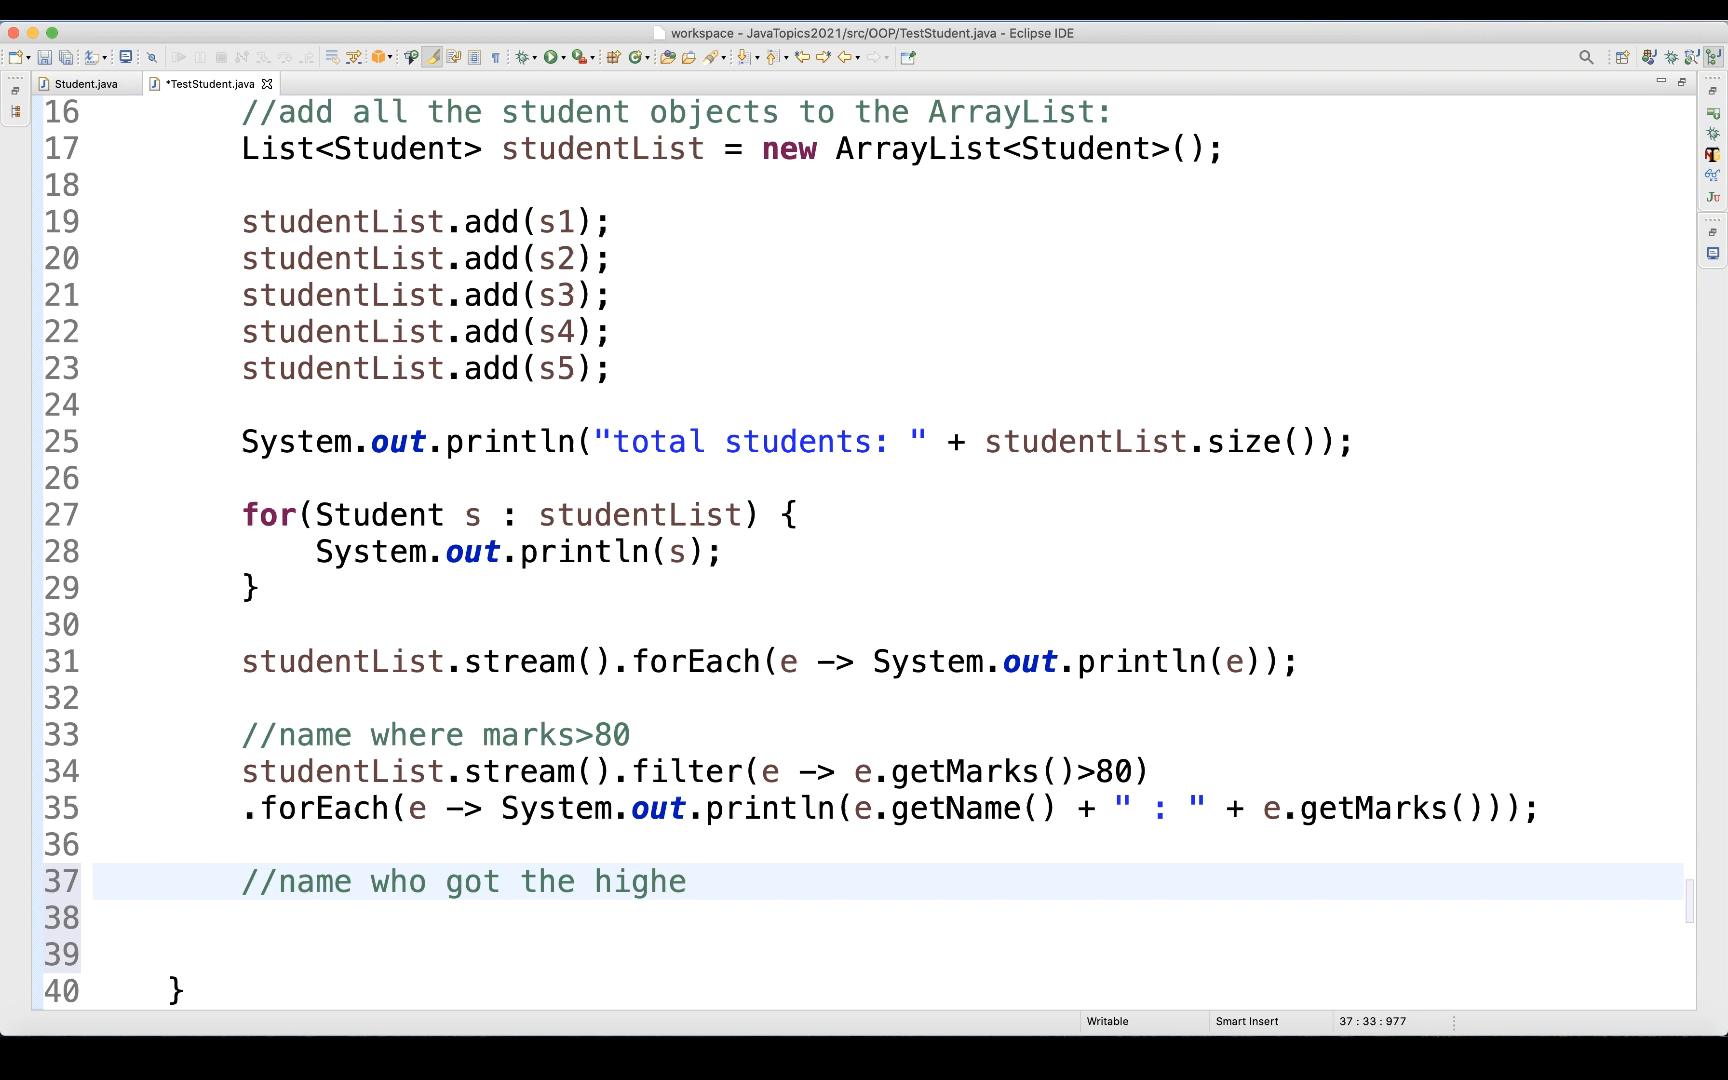 workspace - JavaTopics2021/src/OOP/TestStudent.java - Eclipse IDE
Student.java
*TestStudent.java
16 //add all the student objects to the ArrayList:
17 List<Student> studentList = new ArrayList<Student>();
18
19 studentList.add(s1);
20 studentList.add(s2);
21 studentList.add(s3);
22 studentList.add(s4);
23 studentList.add(s5);
24
25 System.out.println("total students: " + studentList.size());
26
27 for(Student s : studentList) {
28 System.out.println(s);
29 }
30
31 studentList.stream().forEach(e -> System.out.println(e));
32
33 //name where marks>80
34 studentList.stream().filter(e -> e.getMarks()>80)
35 .forEach(e -> System.out.println(e.getName() + " : " + e.getMarks()));
36
37 //name who got the highe
38
39
40 }
Writable
Smart Insert
37 : 33 : 977